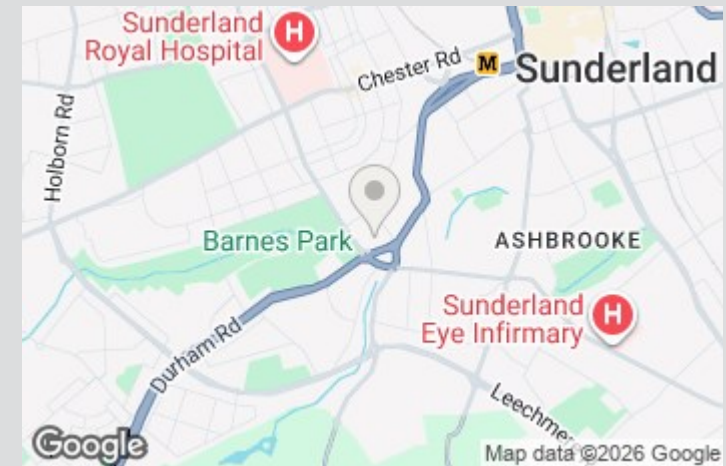 Sunderland
Royal Hospital
H
Chester Rd
M
Sunderland
Holborn Rd
Barnes Park
ASHBROOKE
Sunderland
Eye Infirmary
H
Durham Rd
Leechme
Google
Map data ©2026 Google